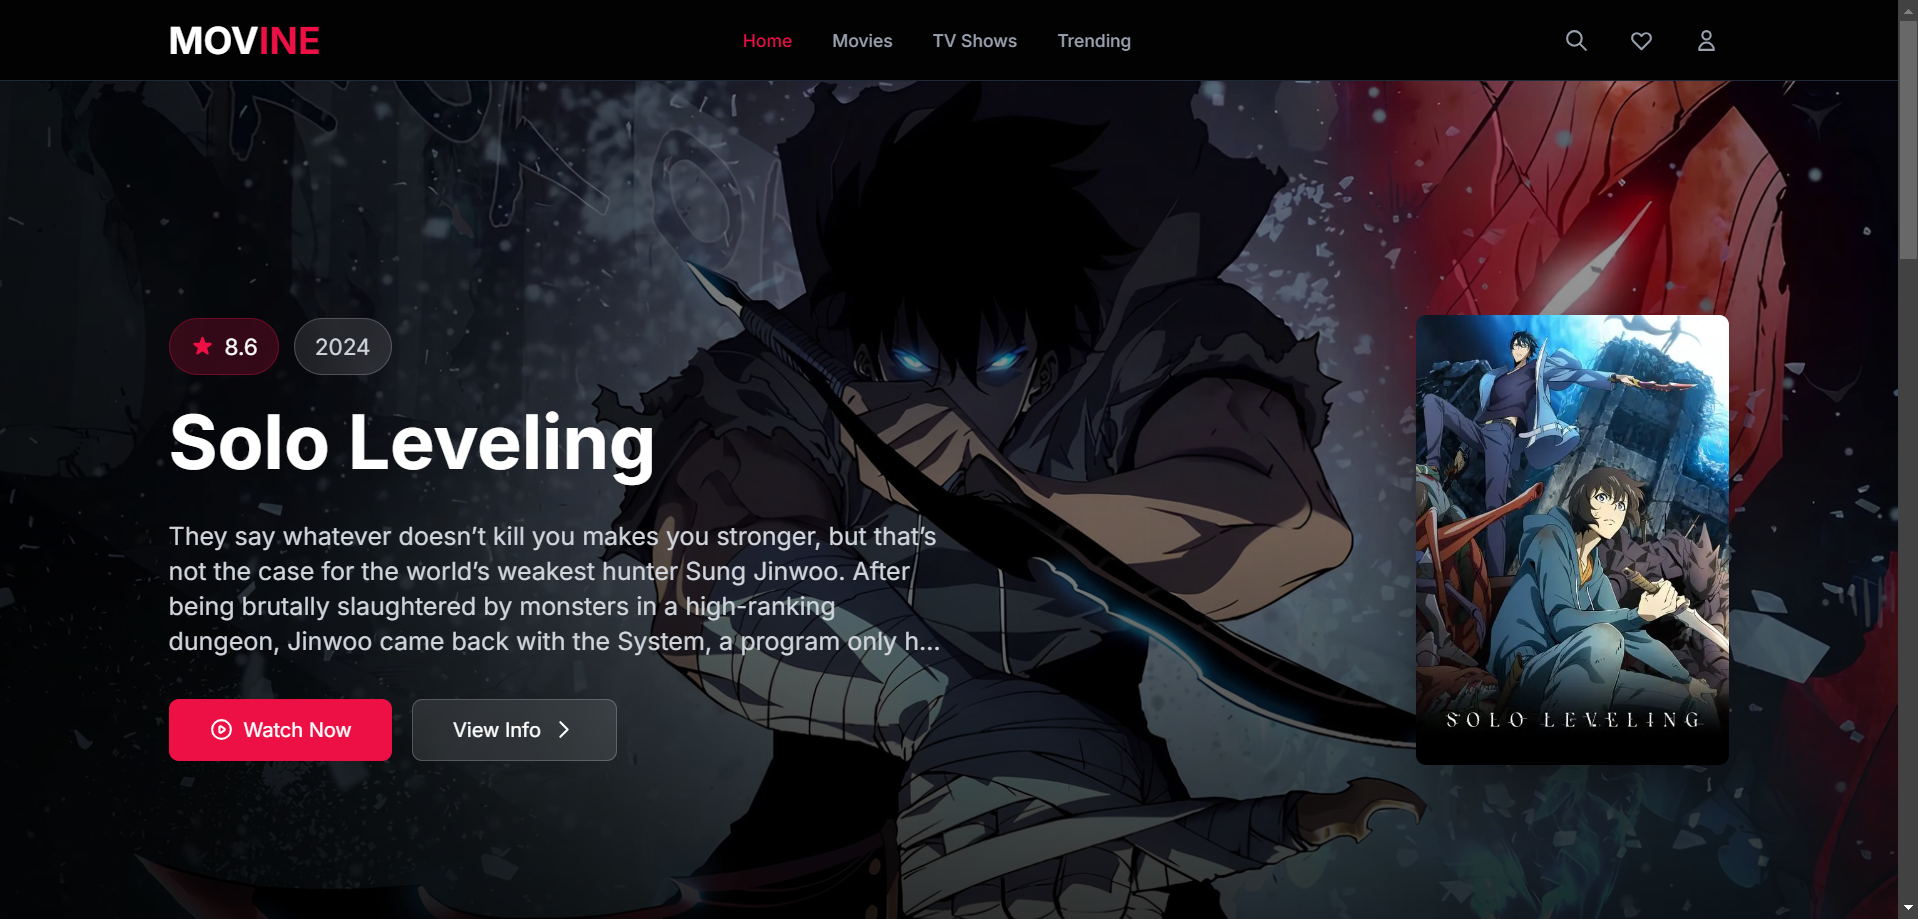 MOVINE
Home
Movies
TV Shows
Trending
8.6
2024
Solo Leveling
They say whatever doesn’t kill you makes you stronger, but that’s
not the case for the world’s weakest hunter Sung Jinwoo. After
being brutally slaughtered by monsters in a high-ranking
dungeon, Jinwoo came back with the System, a program only h...
Watch Now
View Info
SOLO LEVELING